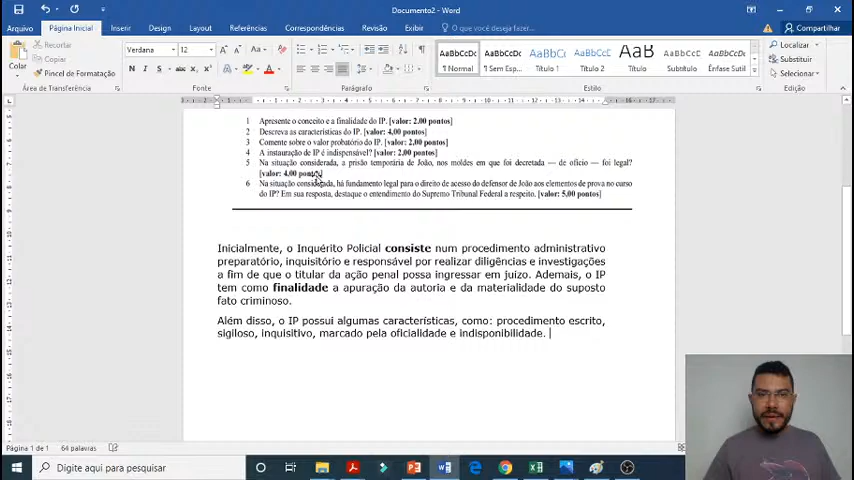 Documento2 - Word
Arquivo Página Inicial Inserir Design Layout Referências Correspondências Revisão Exibir O que você deseja fazer... Compartilhar
Colar
Recortar
Copiar
Pincel de Formatação
Área de Transferência
Verdana 12
N I S
Fonte
Parágrafo
AaBbCcDc AaBbCcDc AaBbCc AaBbCcC AaB AaBbCcC AaBbCcDc
¶ Normal ¶ Sem Esp... Título 1 Título 2 Título Subtítulo Ênfase Sutil
Estilo
Localizar
Substituir
Selecionar
Edição
1 Apresente o conceito e a finalidade do IP. [valor: 2,00 pontos]
2 Descreva as características do IP. [valor: 4,00 pontos]
3 Comente sobre o valor probatório do IP. [valor: 2,00 pontos]
4 A instauração de IP é indispensável? [valor: 2,00 pontos]
5 Na situação considerada, a prisão temporária de João, nos moldes em que foi decretada — de ofício — foi legal?
[valor: 4,00 pontos]
6 Na situação considerada, há fundamento legal para o direito de acesso do defensor de João aos elementos de prova no curso
do IP? Em sua resposta, destaque o entendimento do Supremo Tribunal Federal a respeito. [valor: 5,00 pontos]
Inicialmente, o Inquérito Policial consiste num procedimento administrativo
preparatório, inquisitório e responsável por realizar diligências e investigações
a fim de que o titular da ação penal possa ingressar em juízo. Ademais, o IP
tem como finalidade a apuração da autoria e da materialidade do suposto
fato criminoso.
Além disso, o IP possui algumas características, como: procedimento escrito,
sigiloso, inquisitivo, marcado pela oficialidade e indisponibilidade.
Página 1 de 1 64 palavras
Digite aqui para pesquisar